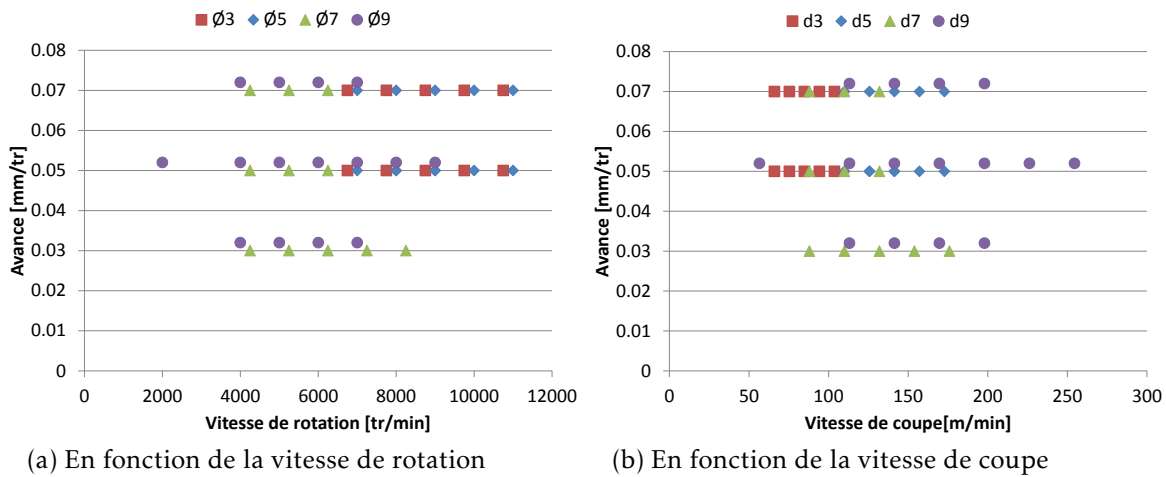 Ø3 Ø5 Ø7 Ø9
0.08
0.07
0.06
0.05
0.04
0.03
0.02
0.01
0
Avance [mm/tr]
0 2000 4000 6000 8000 10000 12000
Vitesse de rotation [tr/min]
(a) En fonction de la vitesse de rotation
d3 d5 d7 d9
0.08
0.07
0.06
0.05
0.04
0.03
0.02
0.01
0
Avance [mm/tr]
0 50 100 150 200 250 300
Vitesse de coupe[m/min]
(b) En fonction de la vitesse de coupe